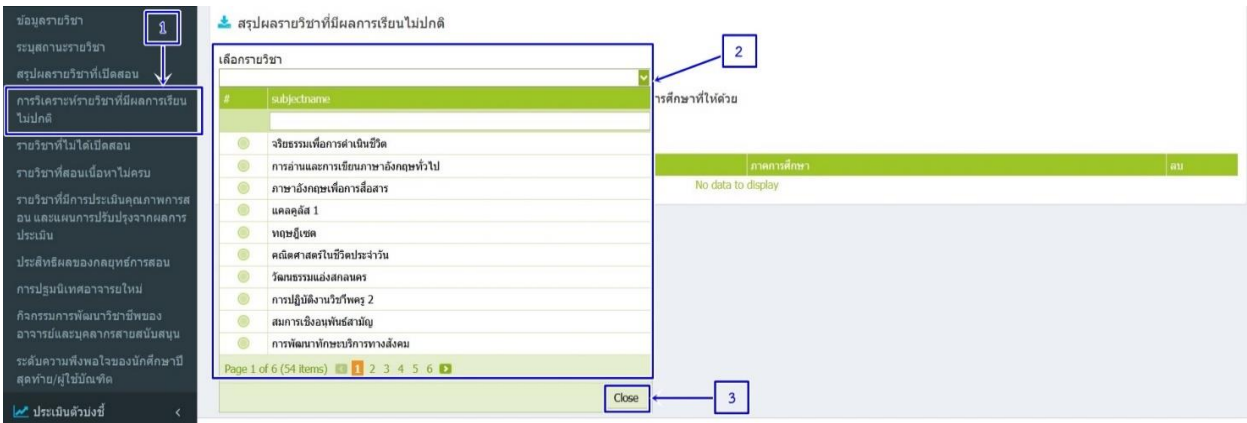 ข้อมูลรายวิชา
ระบุสถานะรายวิชา
สรุปผลรายวิชาที่เปิดสอน
การวิเคราะห์รายวิชาที่มีผลการเรียน
ไม่ปกติ
รายวิชาที่ไม่ได้เปิดสอน
รายวิชาที่สอนเนื้อหาไม่ครบ
รายวิชาที่มีการประเมินคุณภาพการส
อน และแผนการปรับปรุงจากผลการ
ประเมิน
ประสิทธิผลของกลยุทธ์การสอน
การปฐมนิเทศอาจารย์ใหม่
กิจกรรมการพัฒนาวิชาชีพของ
อาจารย์และบุคลากรสายสนับสนุน
ระดับความพึงพอใจของนักศึกษาปี
สุดท้าย/ผู้ใช้บัณฑิต
ประเมินตัวบ่งชี้ <
1
สรุปผลรายวิชาที่มีผลการเรียนไม่ปกติ
เลือกรายวิชา
2
# subjectname
รศึกษาที่ให้ด้วย
จริยธรรมเพื่อการดำเนินชีวิต
การอ่านและการเขียนภาษาอังกฤษทั่วไป
ภาษาอังกฤษเพื่อการสื่อสาร
แคลคูลัส 1
ทฤษฎีเซต
คณิตศาสตร์ในชีวิตประจำวัน
วัฒนธรรมแอ่งสกลนคร
การปฏิบัติงานวิชาชีพครู 2
สมการเชิงอนุพันธ์สามัญ
การพัฒนาทักษะบริการทางสังคม
ภาคการศึกษา ลบ
No data to display
Page 1 of 6 (54 items) 1 2 3 4 5 6
Close
3